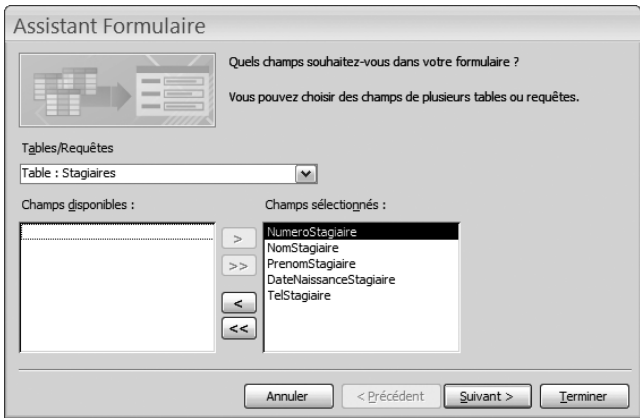 Assistant Formulaire
Quels champs souhaitez-vous dans votre formulaire ?
Vous pouvez choisir des champs de plusieurs tables ou requêtes.
Tables/Requêtes
Table : Stagiaires
Champs disponibles :
Champs sélectionnés :
>
>>
<
<<
NumeroStagiaire
NomStagiaire
PrenomStagiaire
DateNaissanceStagiaire
TelStagiaire
Annuler
< Précédent
Suivant >
Terminer